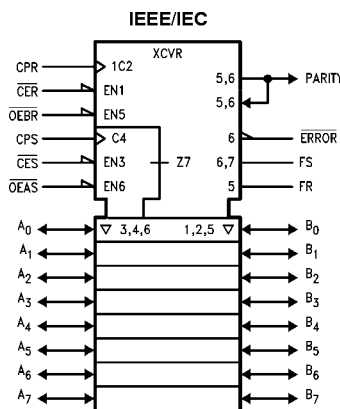 IEEE/IEC
XCVR
CPR 1C2 5,6 PARITY
CER EN1 5,6
OEBR EN5
CPS C4 6 ERROR
CES EN3 Z7 6,7 FS
OEAS EN6 5 FR
A0 3,4,6 1,2,5 B0
A1 B1
A2 B2
A3 B3
A4 B4
A5 B5
A6 B6
A7 B7